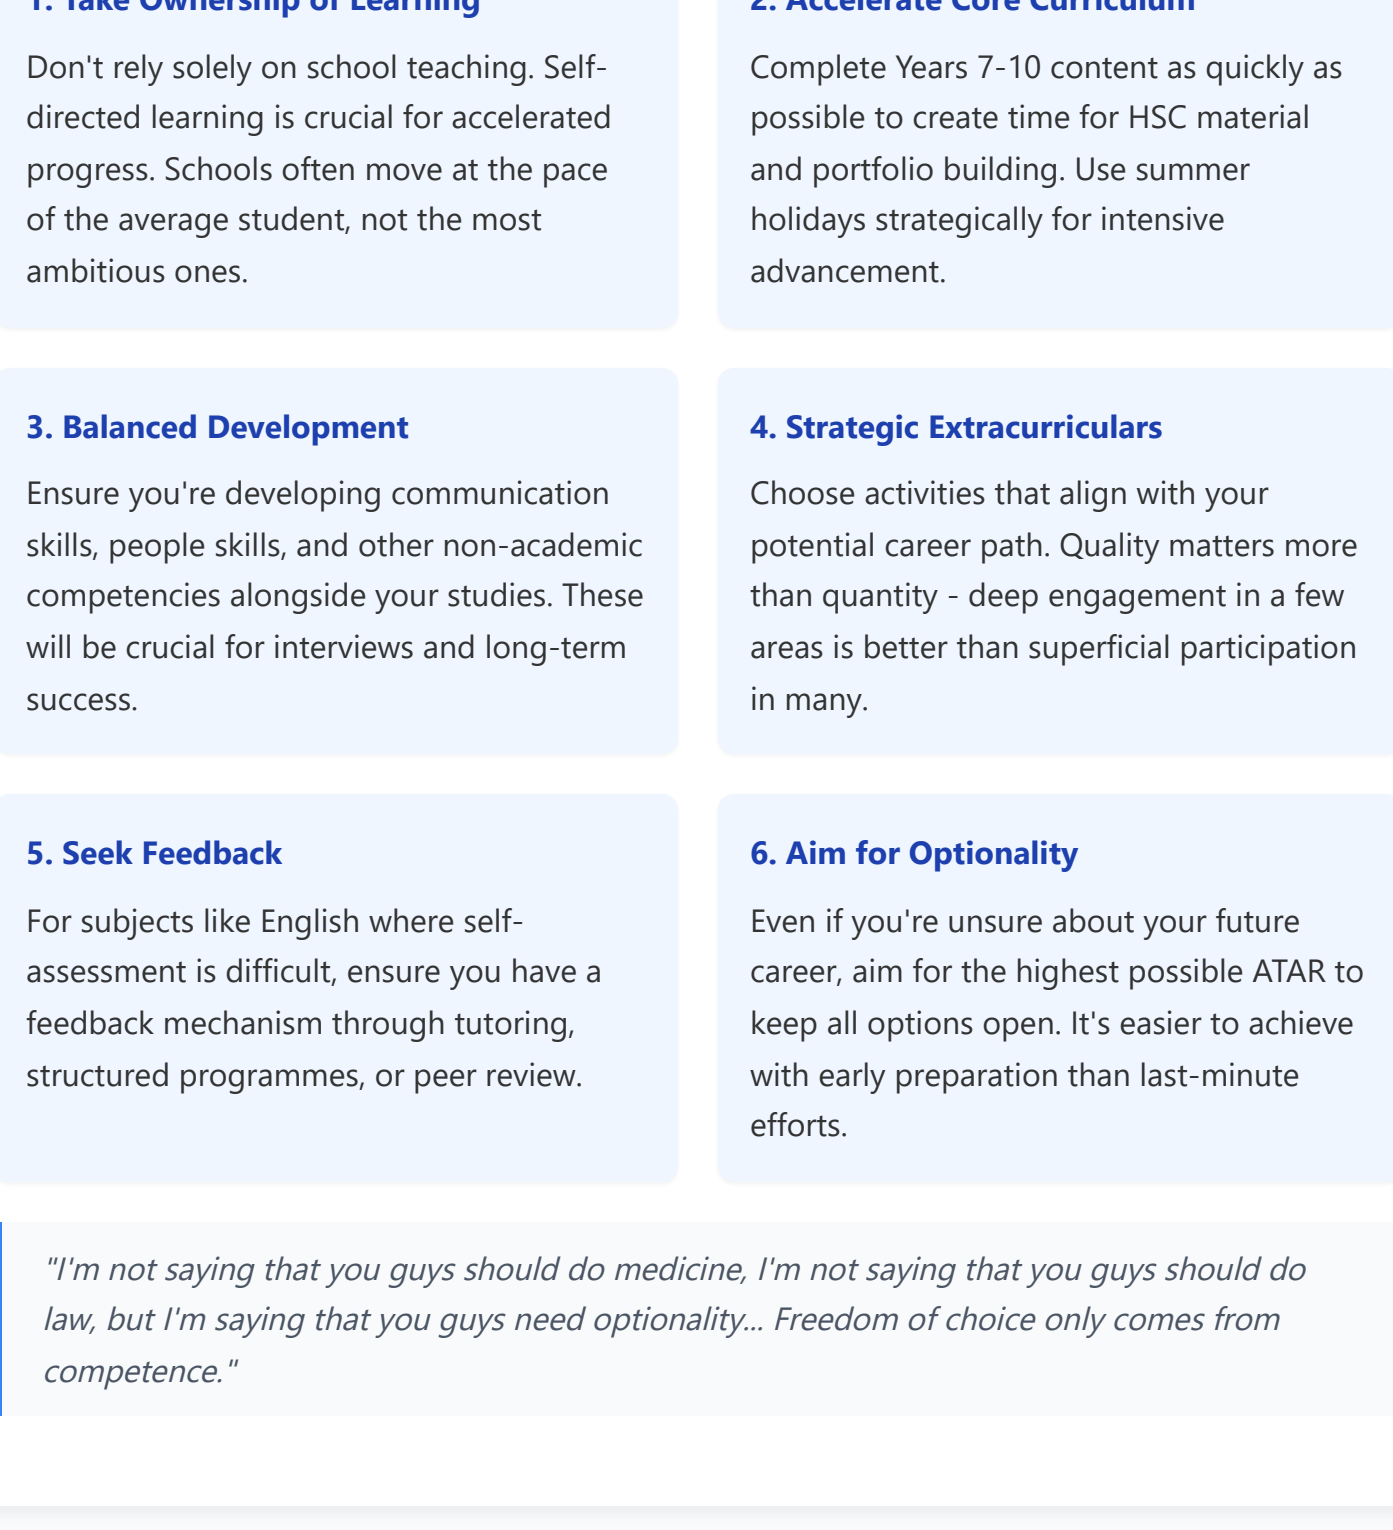 1. Take Ownership of Learning
Don't rely solely on school teaching. Self-
directed learning is crucial for accelerated
progress. Schools often move at the pace
of the average student, not the most
ambitious ones.
2. Accelerate Core Curriculum
Complete Years 7-10 content as quickly as
possible to create time for HSC material
and portfolio building. Use summer
holidays strategically for intensive
advancement.
3. Balanced Development
Ensure you're developing communication
skills, people skills, and other non-academic
competencies alongside your studies. These
will be crucial for interviews and long-term
success.
4. Strategic Extracurriculars
Choose activities that align with your
potential career path. Quality matters more
than quantity - deep engagement in a few
areas is better than superficial participation
in many.
5. Seek Feedback
For subjects like English where self-
assessment is difficult, ensure you have a
feedback mechanism through tutoring,
structured programmes, or peer review.
6. Aim for Optionality
Even if you're unsure about your future
career, aim for the highest possible ATAR to
keep all options open. It's easier to achieve
with early preparation than last-minute
efforts.
"I'm not saying that you guys should do medicine, I'm not saying that you guys should do
law, but I'm saying that you guys need optionality... Freedom of choice only comes from
competence."